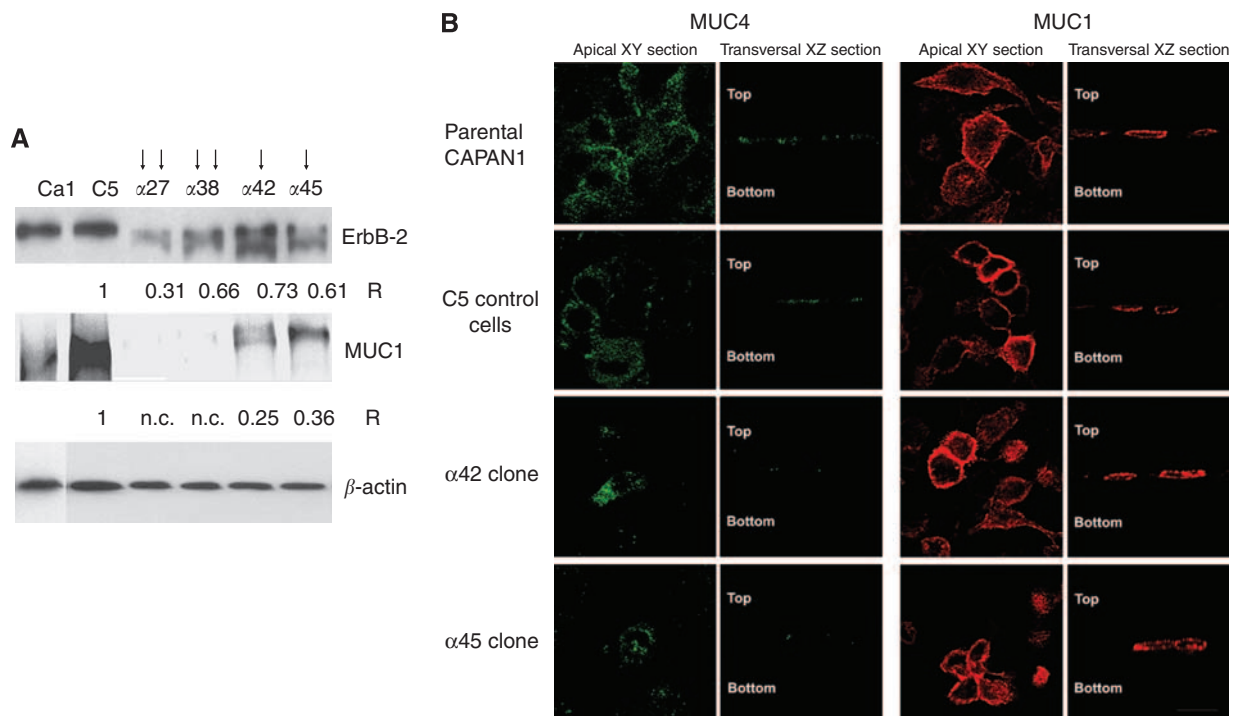 A
↓ ↓ ↓ ↓ ↓ ↓
Ca1 C5 α27 α38 α42 α45
ErbB-2
1 0.31 0.66 0.73 0.61 R
MUC1
1 n.c. n.c. 0.25 0.36 R
β-actin
B
MUC4 MUC1
Apical XY section Transversal XZ section Apical XY section Transversal XZ section
Parental
CAPAN1
Top Top
Bottom Bottom
C5 control
cells
Top Top
Bottom Bottom
α42 clone
Top Top
Bottom Bottom
α45 clone
Top Top
Bottom Bottom